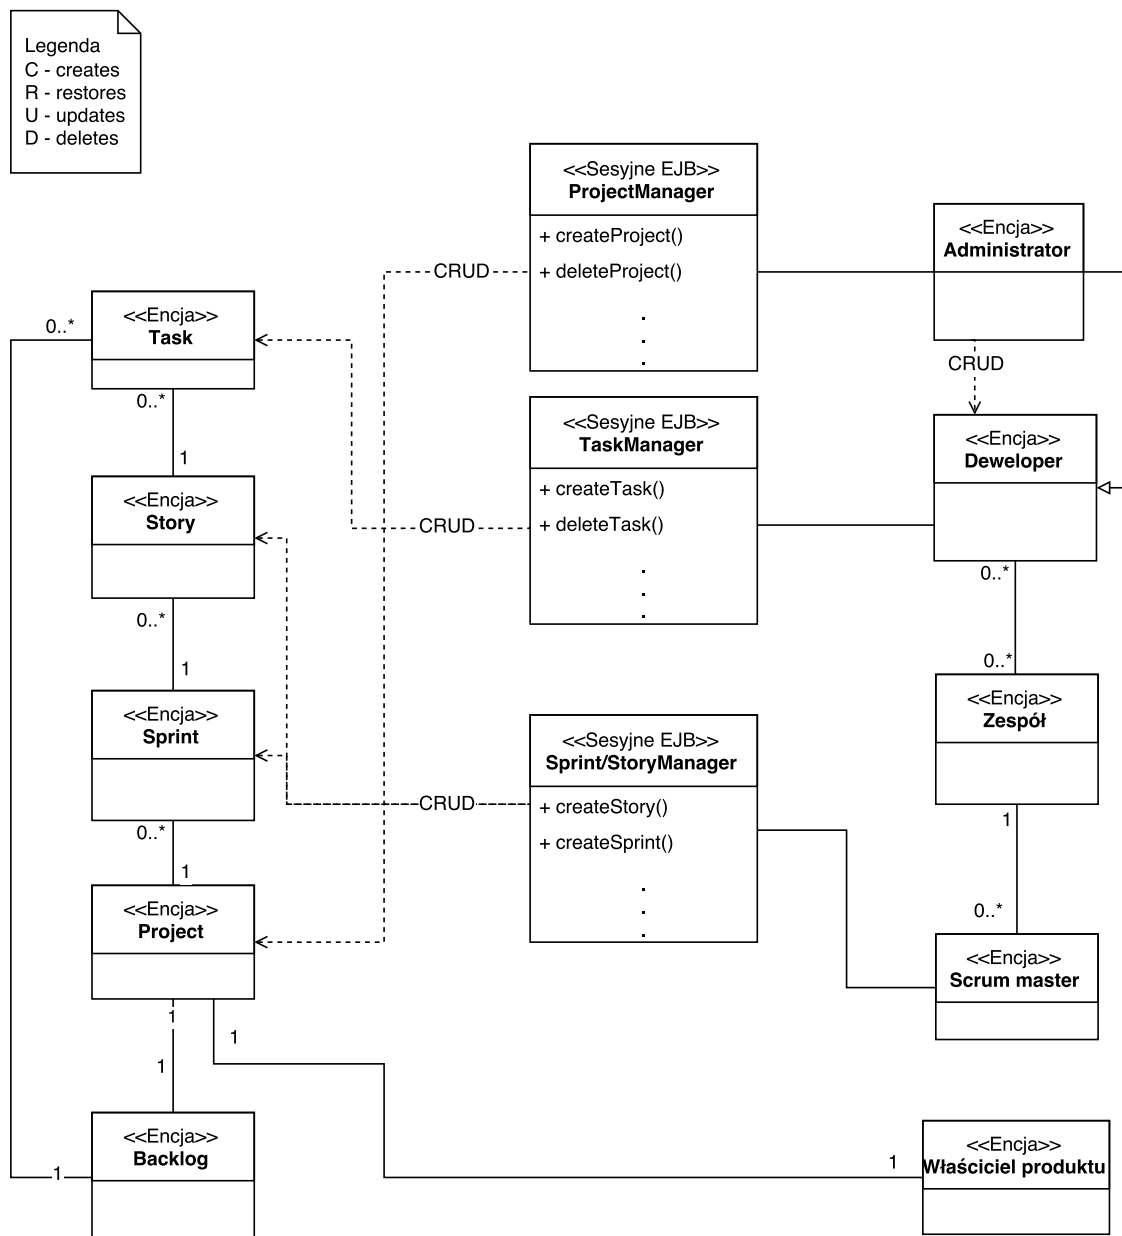 Legenda
C - creates
R - restores
U - updates
D - deletes
<<Sesyjne EJB>>
ProjectManager
+ createProject()
+ deleteProject()
.
.
.
<<Encja>>
Administrator
CRUD
CRUD
<<Encja>>
Task
0..*
0..*
1
<<Sesyjne EJB>>
TaskManager
+ createTask()
+ deleteTask()
.
.
.
CRUD
<<Encja>>
Deweloper
0..*
0..*
<<Encja>>
Story
0..*
1
<<Encja>>
Sprint
0..*
1
<<Sesyjne EJB>>
Sprint/StoryManager
+ createStory()
+ createSprint()
.
.
.
CRUD
<<Encja>>
Zespół
1
0..*
<<Encja>>
Project
1
1
1
<<Encja>>
Scrum master
<<Encja>>
Backlog
1
1
<<Encja>>
Właściciel produktu